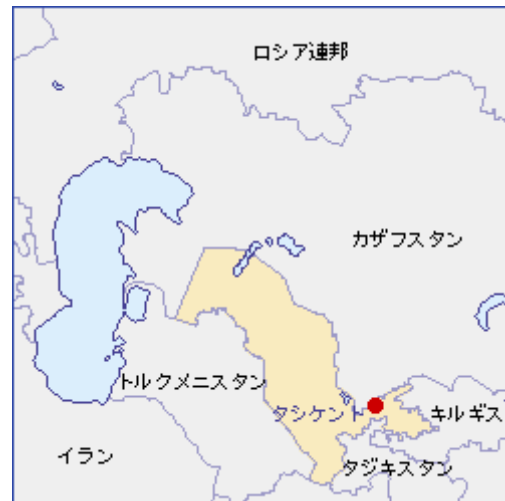 ロシア連邦
カザフスタン
トルクメニスタン
タシケント
キルギス
イラン
タジキスタン